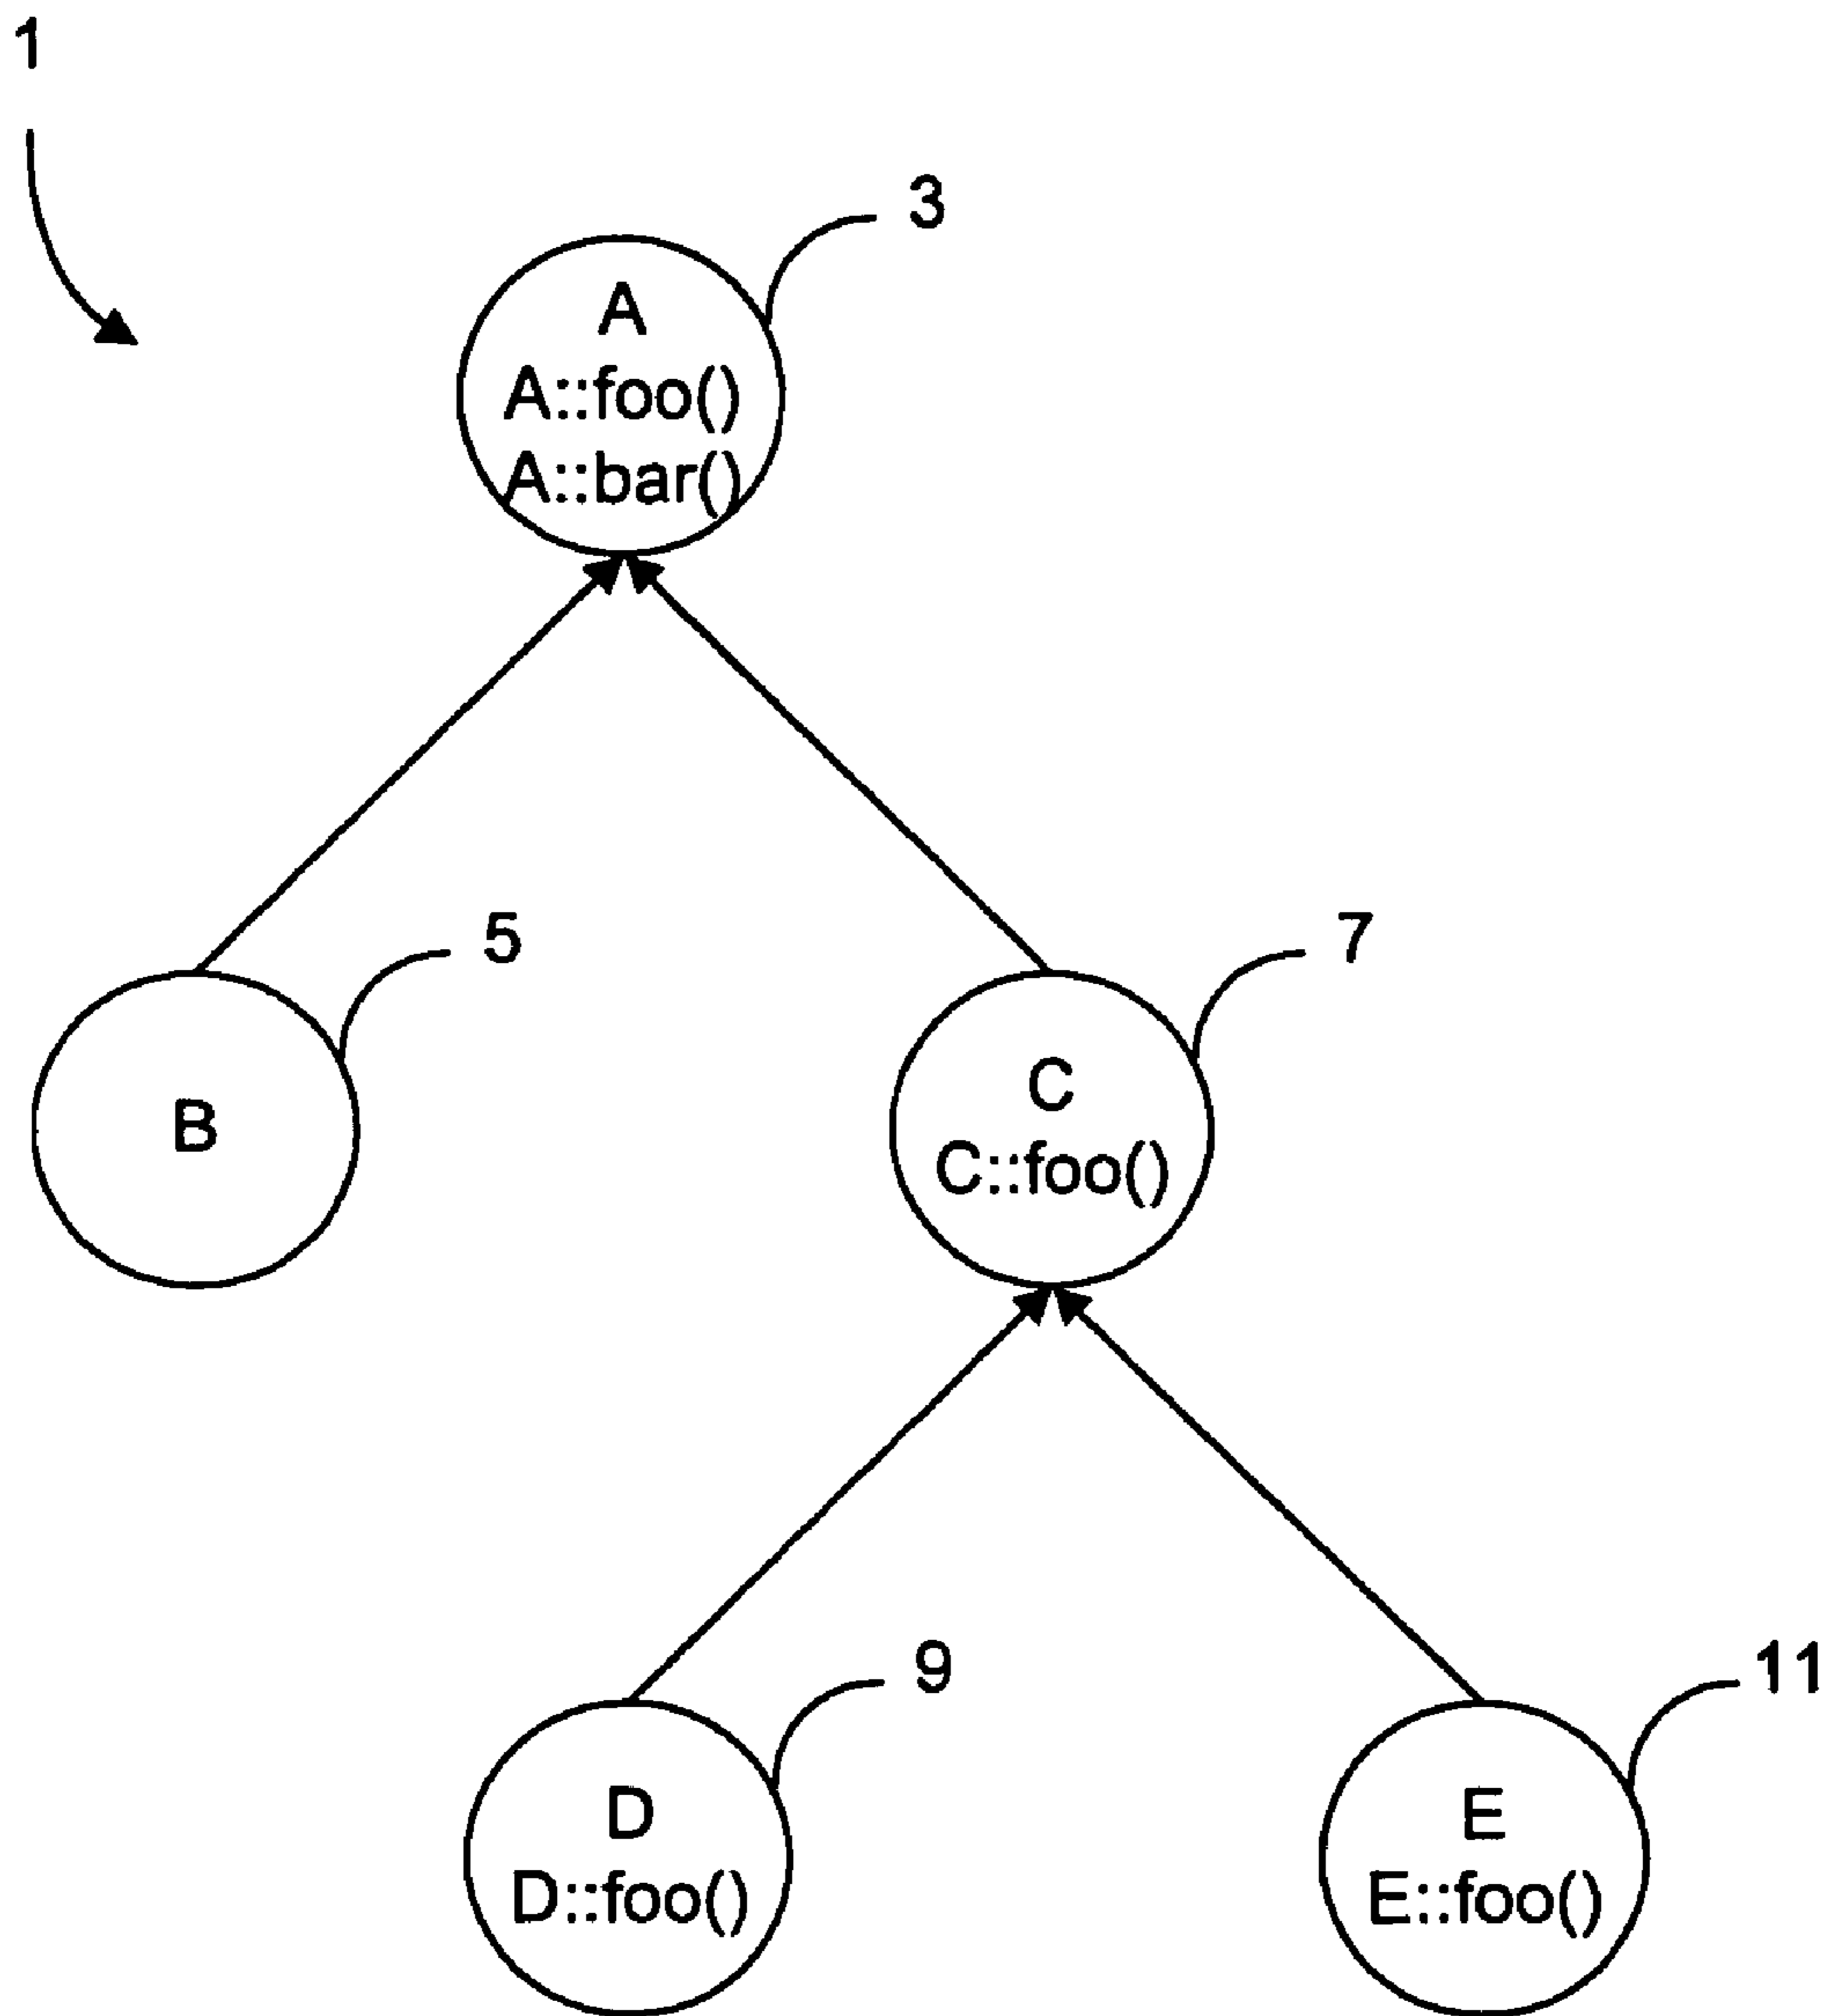 1
3
A
A::foo()
A::bar()
5
7
B
C
C::foo()
9
11
D
D::foo()
E
E::foo()